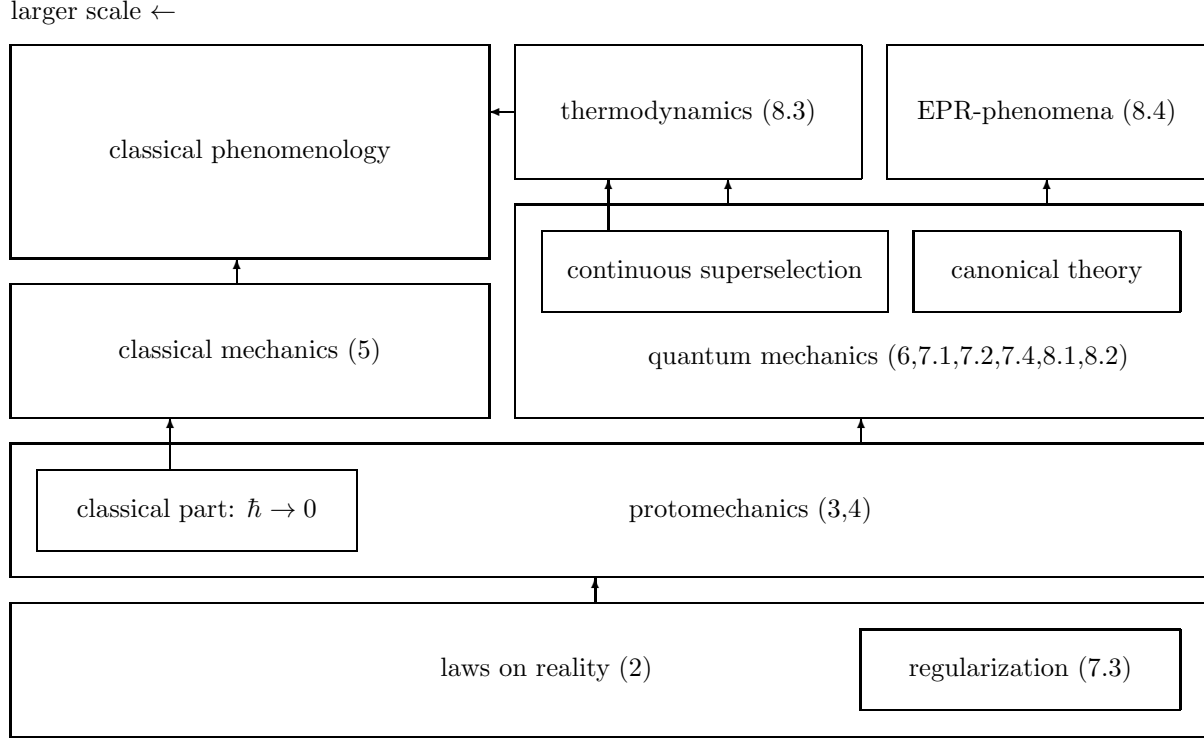 larger scale ←
thermodynamics (8.3)
EPR-phenomena (8.4)
classical phenomenology
continuous superselection
canonical theory
classical mechanics (5)
quantum mechanics (6,7.1,7.2,7.4,8.1,8.2)
classical part: ℏ → 0
protomechanics (3,4)
laws on reality (2)
regularization (7.3)